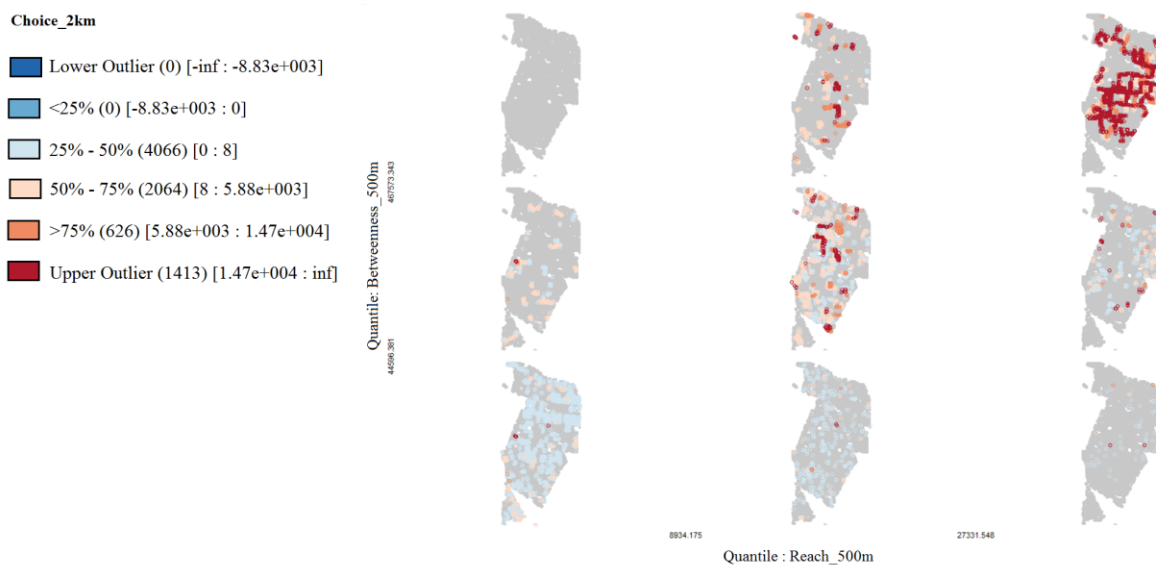 Choice_2km
Lower Outlier (0) [-inf : -8.83e+003]
<25% (0) [-8.83e+003 : 0]
25% - 50% (4066) [0 : 8]
50% - 75% (2064) [8 : 5.88e+003]
>75% (626) [5.88e+003 : 1.47e+004]
Upper Outlier (1413) [1.47e+004 : inf]
Quantile: Betweenness_500m
467573.343
44596.381
8934.175
27331.548
Quantile : Reach_500m